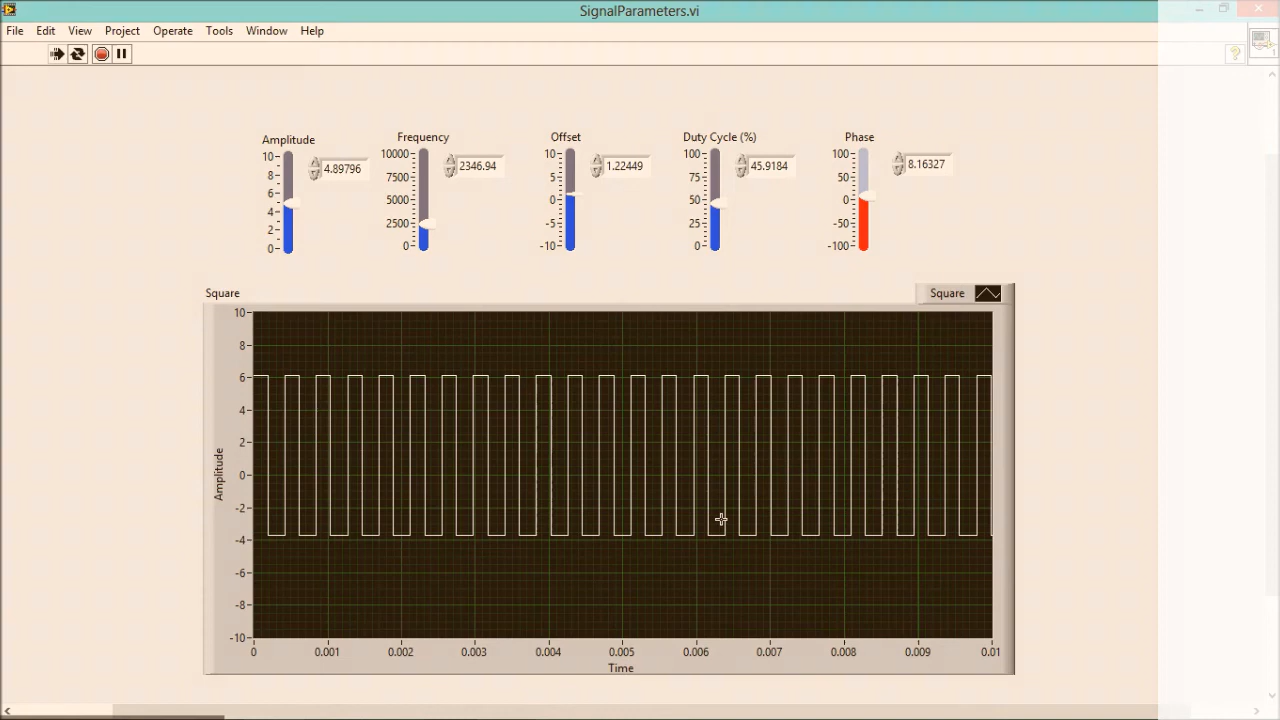 SignalParameters.vi
File Edit View Project Operate Tools Window Help
Amplitude Frequency Offset Duty Cycle (%) Phase
10 8 6 4 2 0 4.89796
10000 7500 5000 2500 0 2346.94
10 5 0 -5 -10 1.22449
100 75 50 25 0 45.9184
100 50 0 -50 -100 8.16327
Square
Square
Amplitude
10
8
6
4
2
0
-2
-4
-6
-8
-10
0 0.001 0.002 0.003 0.004 0.005 0.006 0.007 0.008 0.009 0.01
Time